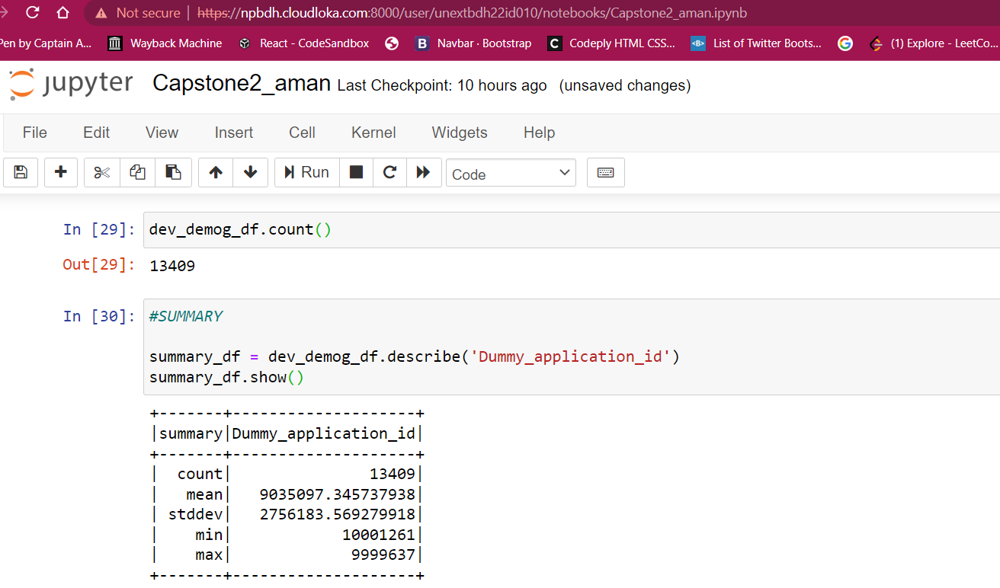 Not secure | https://npbdh.cloudloka.com:8000/user/unextbdh22id010/notebooks/Capstone2_aman.ipynb
Pen by Captain A... Wayback Machine React - CodeSandbox B Navbar · Bootstrap C Codeply HTML CSS... <B> List of Twitter Boots... G (1) Explore - LeetCo...
jupyter Capstone2_aman Last Checkpoint: 10 hours ago (unsaved changes)
File Edit View Insert Cell Kernel Widgets Help
Run Code
In [29]: dev_demog_df.count()
Out[29]: 13409
In [30]: #SUMMARY
summary_df = dev_demog_df.describe('Dummy_application_id')
summary_df.show()
+-------+--------------------+
|summary|Dummy_application_id|
+-------+--------------------+
|  count|               13409|
|   mean|   9035097.345737938|
| stddev|   2756183.569279918|
|    min|            10001261|
|    max|             9999637|
+-------+--------------------+